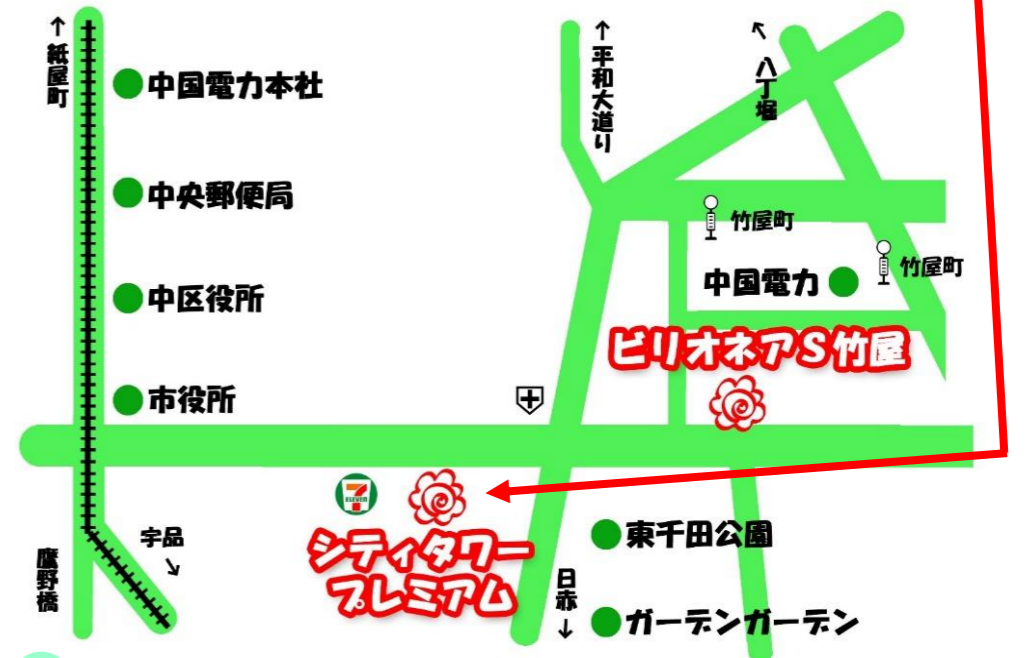 ↑紙屋町
中国電力本社
中央郵便局
中区役所
市役所
↑平和大道り
↖八丁堀
竹屋町
竹屋町
中国電力
ビリオネアS竹屋
7
ELEVEN
シティタワー
プレミアム
宇品↘
鷹野橋
日赤↓
東千田公園
ガーデンガーデン